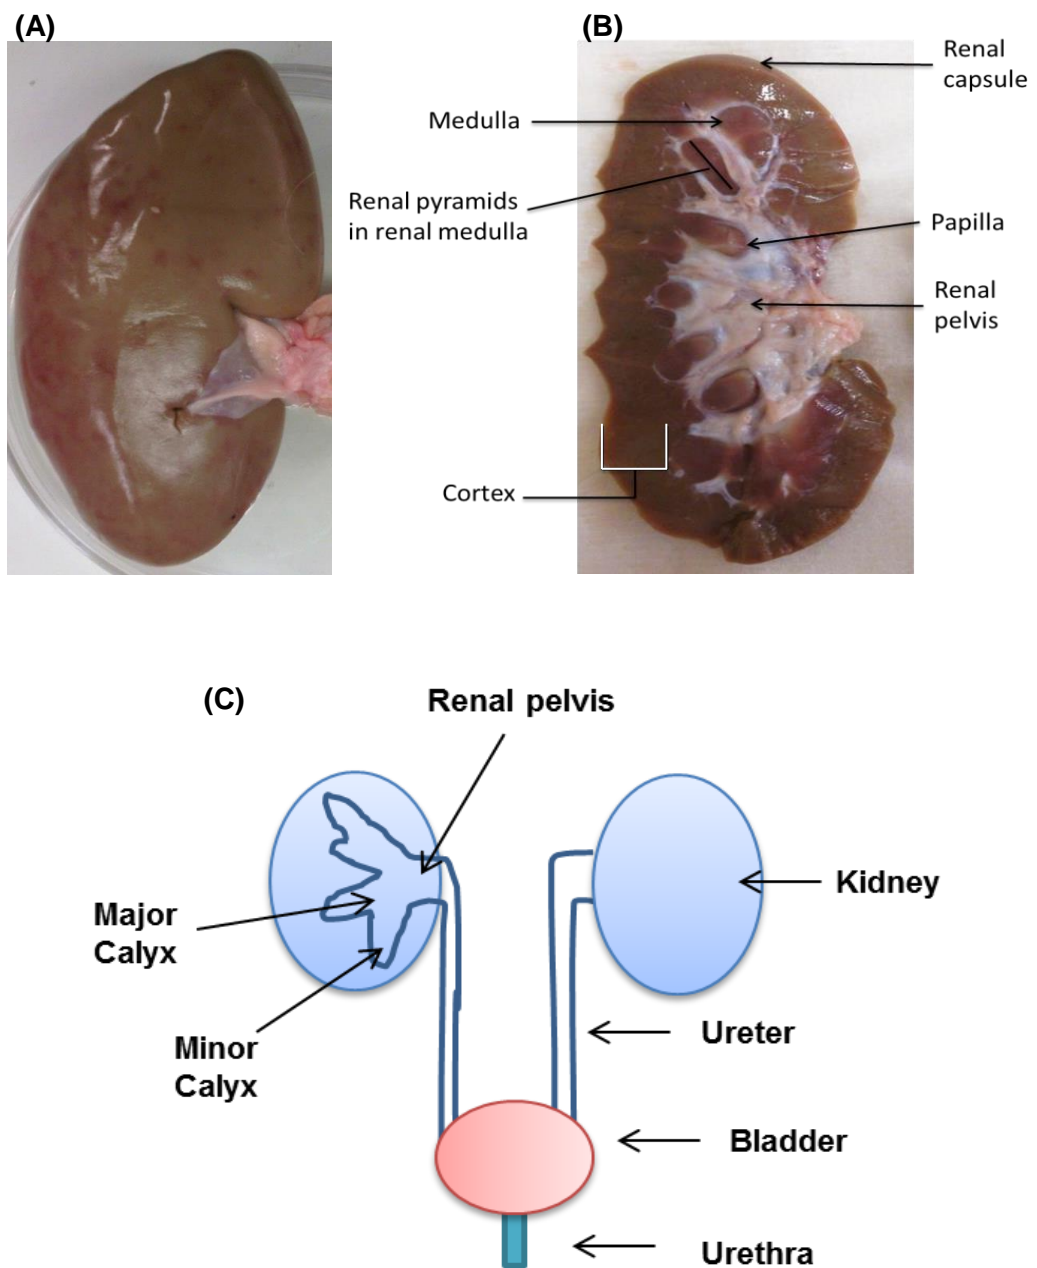 (A)
(B)
Renal
capsule
Medulla
Renal pyramids
in renal medulla
Papilla
Renal
pelvis
Cortex
(C)
Renal pelvis
Kidney
Major
Calyx
Ureter
Minor
Calyx
Bladder
Urethra